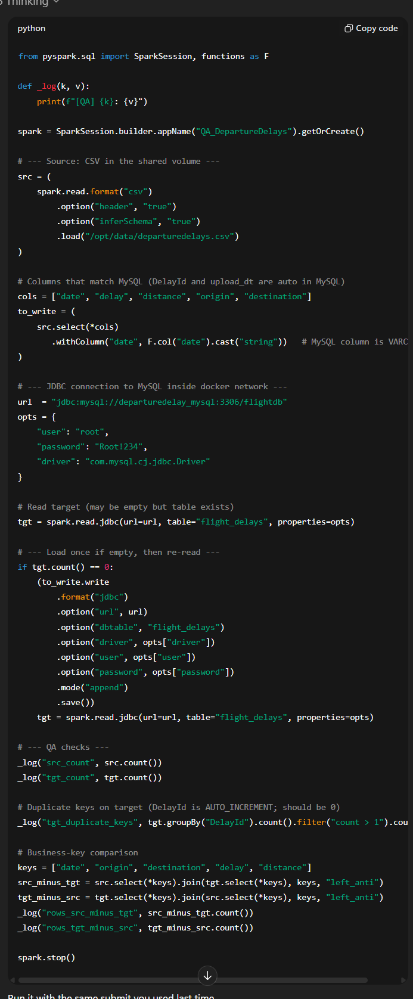 5 Thinking
python
Copy code
from pyspark.sql import SparkSession, functions as F

def _log(k, v):
    print(f"[QA] {k}: {v}")

spark = SparkSession.builder.appName("QA_DepartureDelays").getOrCreate()

# --- Source: CSV in the shared volume ---
src = (
    spark.read.format("csv")
        .option("header", "true")
        .option("inferSchema", "true")
        .load("/opt/data/departuredelays.csv")
)

# Columns that match MySQL (DelayId and upload_dt are auto in MySQL)
cols = ["date", "delay", "distance", "origin", "destination"]
to_write = (
    src.select(*cols)
       .withColumn("date", F.col("date").cast("string"))   # MySQL column is VARC
)

# --- JDBC connection to MySQL inside docker network ---
url  = "jdbc:mysql://departuredelay_mysql:3306/flightdb"
opts = {
    "user": "root",
    "password": "Root!234",
    "driver": "com.mysql.cj.jdbc.Driver"
}

# Read target (may be empty but table exists)
tgt = spark.read.jdbc(url=url, table="flight_delays", properties=opts)

# --- Load once if empty, then re-read ---
if tgt.count() == 0:
    (to_write.write
        .format("jdbc")
        .option("url", url)
        .option("dbtable", "flight_delays")
        .option("driver", opts["driver"])
        .option("user", opts["user"])
        .option("password", opts["password"])
        .mode("append")
        .save())
    tgt = spark.read.jdbc(url=url, table="flight_delays", properties=opts)

# --- QA checks ---
_log("src_count", src.count())
_log("tgt_count", tgt.count())

# Duplicate keys on target (DelayId is AUTO_INCREMENT; should be 0)
_log("tgt_duplicate_keys", tgt.groupBy("DelayId").count().filter("count > 1").cou

# Business-key comparison
keys = ["date", "origin", "destination", "delay", "distance"]
src_minus_tgt = src.select(*keys).join(tgt.select(*keys), keys, "left_anti")
tgt_minus_src = tgt.select(*keys).join(src.select(*keys), keys, "left_anti")
_log("rows_src_minus_tgt", src_minus_tgt.count())
_log("rows_tgt_minus_src", tgt_minus_src.count())

spark.stop()
Run it with the same submit you used last time